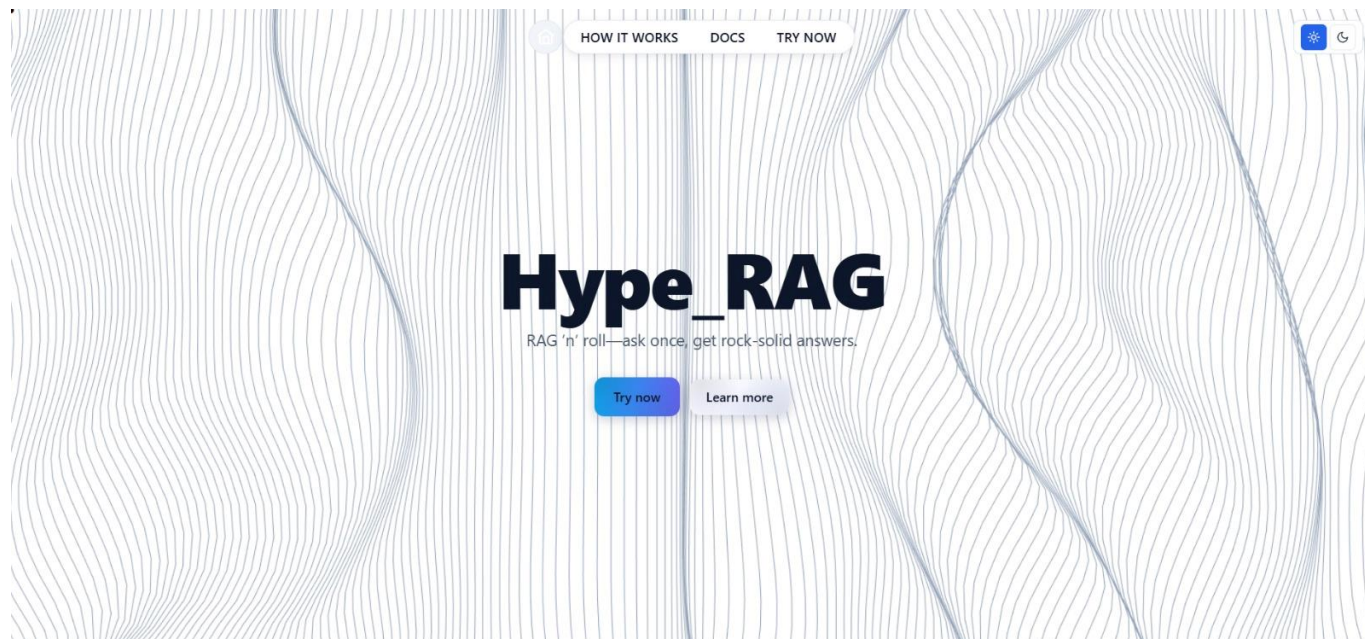 HOW IT WORKS DOCS TRY NOW
Hype_RAG
RAG ’n’ roll—ask once, get rock-solid answers.
Try now Learn more